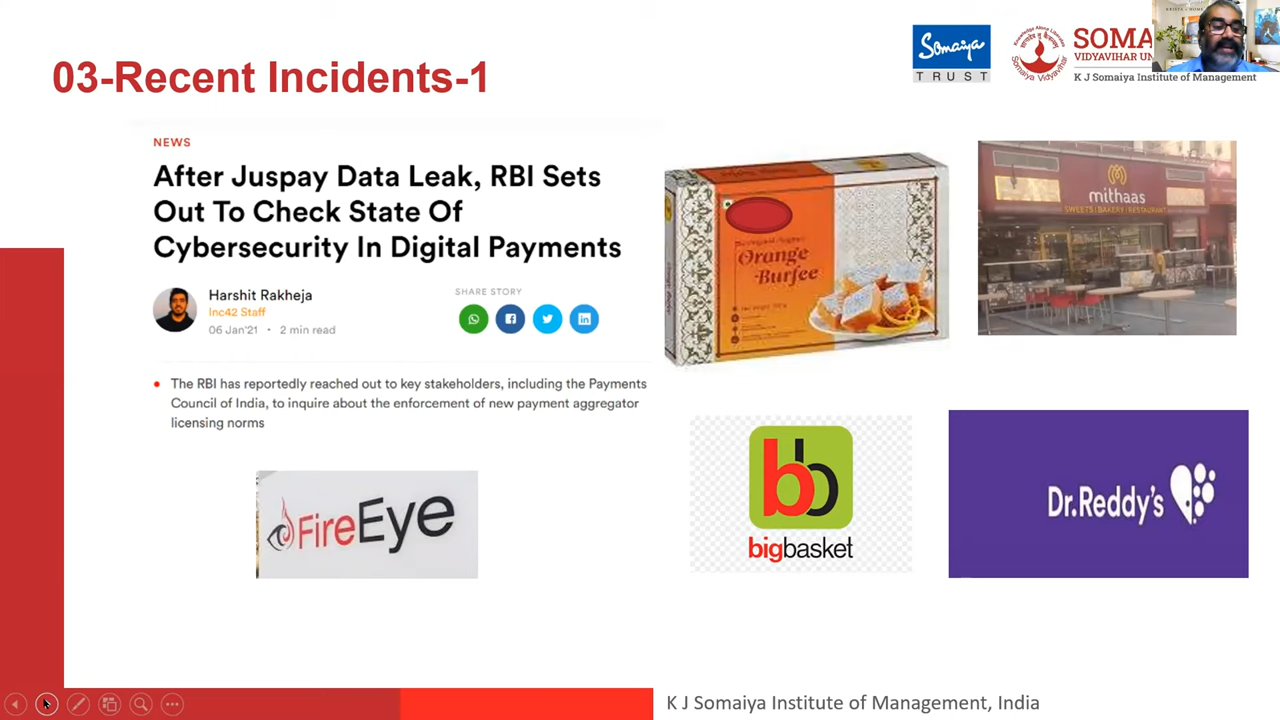 03-Recent Incidents-1
Somaiya
TRUST
Somaiya Vidyavihar
SOMA
VIDYAVIHAR UN
K J Somaiya Institute of Management
NEWS
After Juspay Data Leak, RBI Sets
Out To Check State Of
Cybersecurity In Digital Payments
Harshit Rakheja
Inc42 Staff
06 Jan'21 • 2 min read
SHARE STORY
• The RBI has reportedly reached out to key stakeholders, including the Payments
Council of India, to inquire about the enforcement of new payment aggregator
licensing norms
Orange
Burfee
mithaas
SWEETS | BAKERY | RESTAURANT
FireEye
bb
bigbasket
Dr.Reddy's
K J Somaiya Institute of Management, India